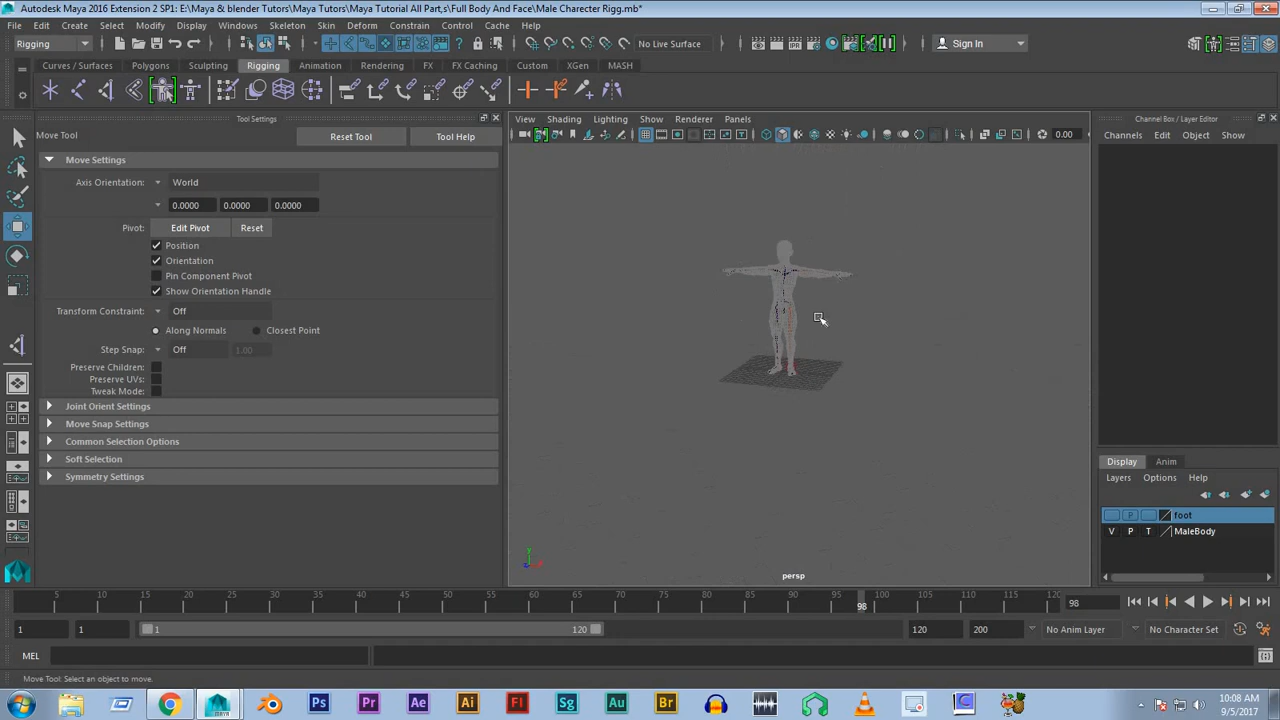 Autodesk Maya 2016 Extension 2 SP1: E:\Maya & blender Tutors\Maya Tutors\Maya Tutorial All Part,s\Full Body And Face\Male Charecter Rigg.mb*
File Edit Create Select Modify Display Windows Skeleton Skin Deform Constrain Control Cache Help
Rigging No Live Surface Sign In
Curves / Surfaces Polygons Sculpting Rigging Animation Rendering FX FX Caching Custom XGen MASH
Tool Settings
Move Tool Reset Tool Tool Help
Move Settings
Axis Orientation: World
0.0000 0.0000 0.0000
Pivot: Edit Pivot Reset
Position
Orientation
Pin Component Pivot
Show Orientation Handle
Transform Constraint: Off
Along Normals Closest Point
Step Snap: Off 1.00
Preserve Children:
Preserve UVs:
Tweak Mode:
Joint Orient Settings
Move Snap Settings
Common Selection Options
Soft Selection
Symmetry Settings
View Shading Lighting Show Renderer Panels
0.00
y
persp
Channel Box / Layer Editor
Channels Edit Object Show
Display Anim
Layers Options Help
P foot
V P T MaleBody
5 10 15 20 25 30 35 40 45 50 55 60 65 70 75 80 85 90 95 100 105 110 115 120
98 98
1 1 1 120 120 200 No Anim Layer No Character Set
MEL
Move Tool: Select an object to move.
Ps Pr Ae Ai Fl Sg Au Br
10:08 AM
9/5/2017